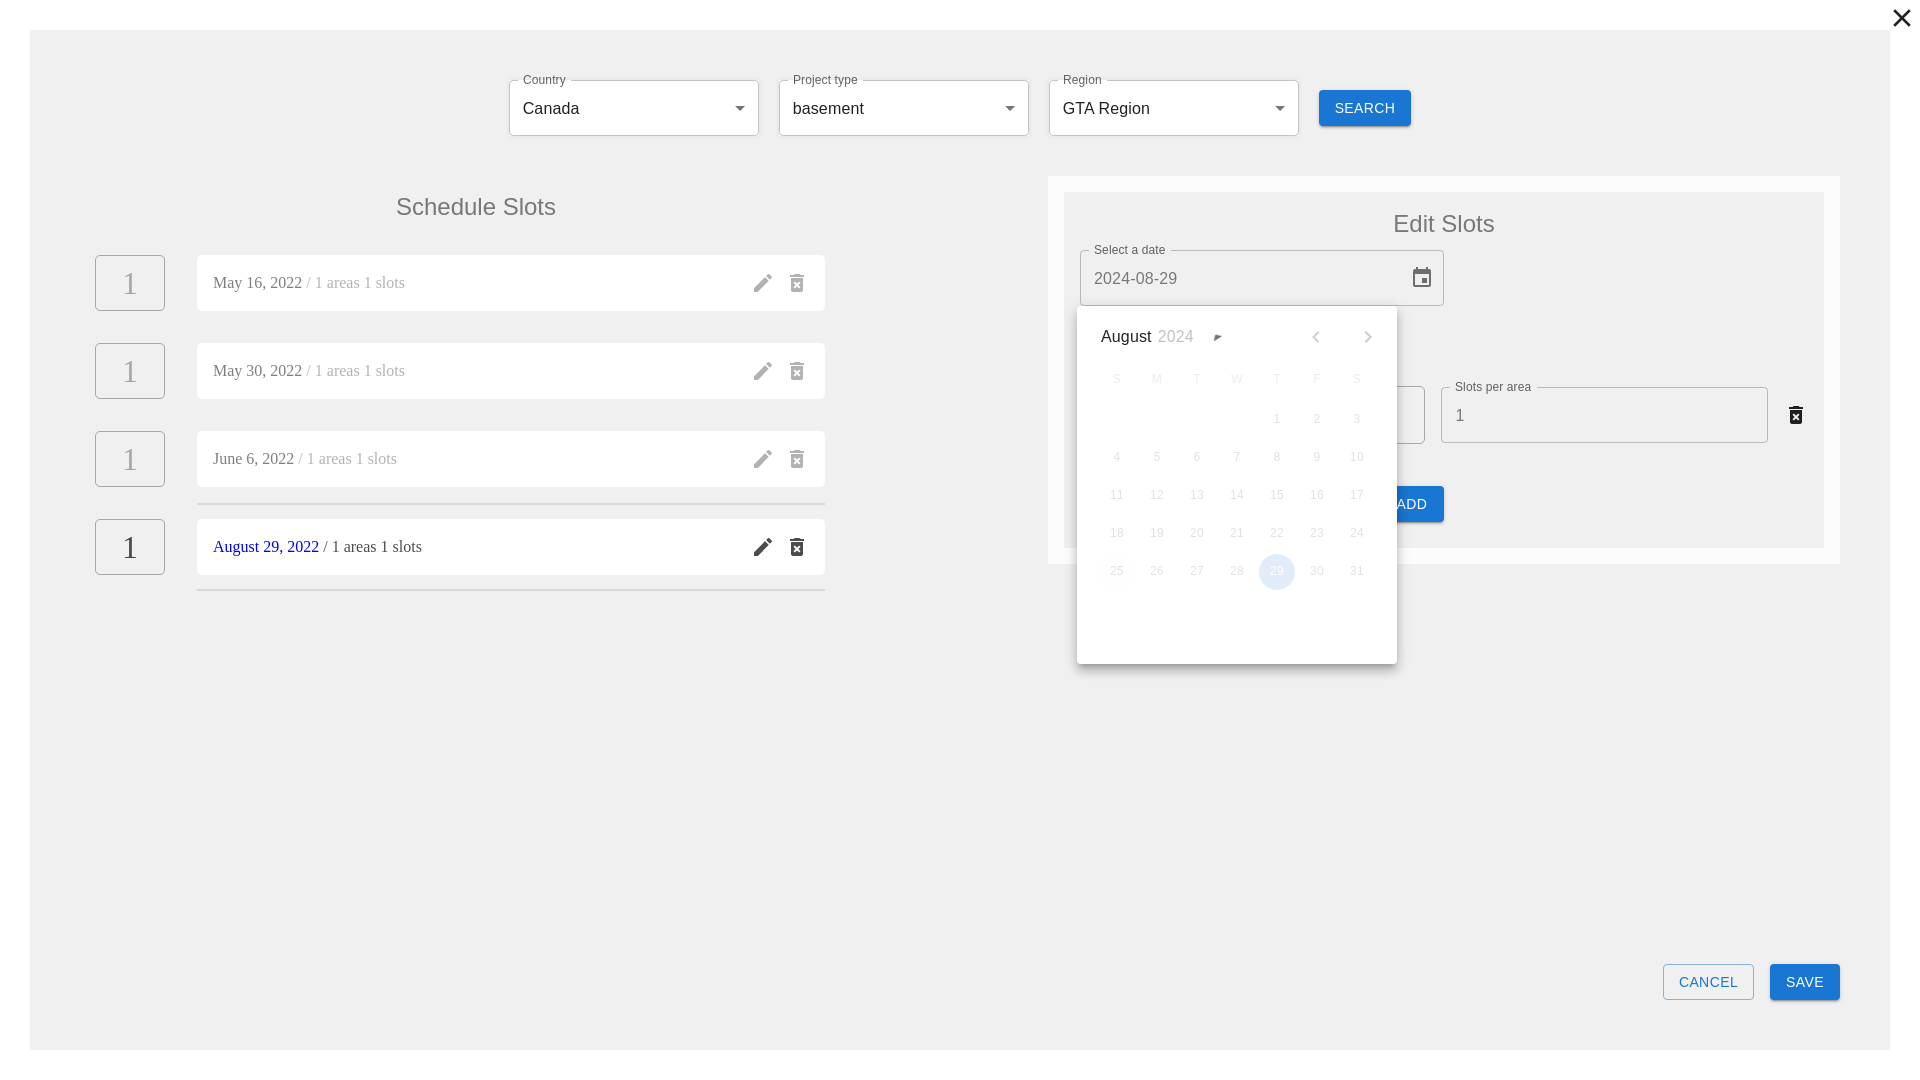 Country
Canada
Project type
basement
Region
GTA Region
SEARCH
Schedule Slots
1
May 16, 2022 / 1 areas 1 slots
1
May 30, 2022 / 1 areas 1 slots
1
June 6, 2022 / 1 areas 1 slots
1
August 29, 2022 / 1 areas 1 slots
Edit Slots
Select a date
2024-08-29
August 2024
S M T W T F S
1 2 3
4 5 6 7 8 9 10
11 12 13 14 15 16 17
18 19 20 21 22 23 24
25 26 27 28 29 30 31
Slots per area
1
ADD
CANCEL
SAVE